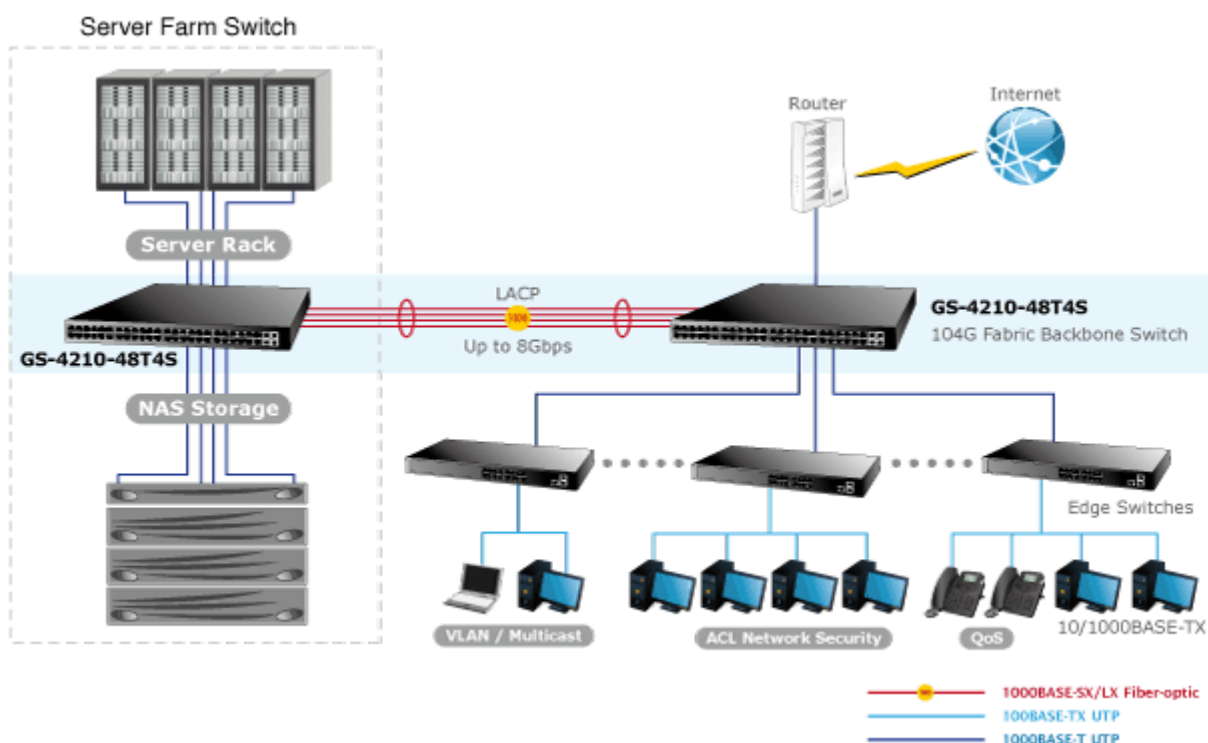 Server Farm Switch
Router
Internet
Server Rack
LACP
Up to 8Gbps
GS-4210-48T4S
GS-4210-48T4S
104G Fabric Backbone Switch
NAS Storage
Edge Switches
VLAN / Multicast
ACL Network Security
QoS
10/1000BASE-TX
1000BASE-SX/LX Fiber-optic
100BASE-TX UTP
1000BASE-T UTP